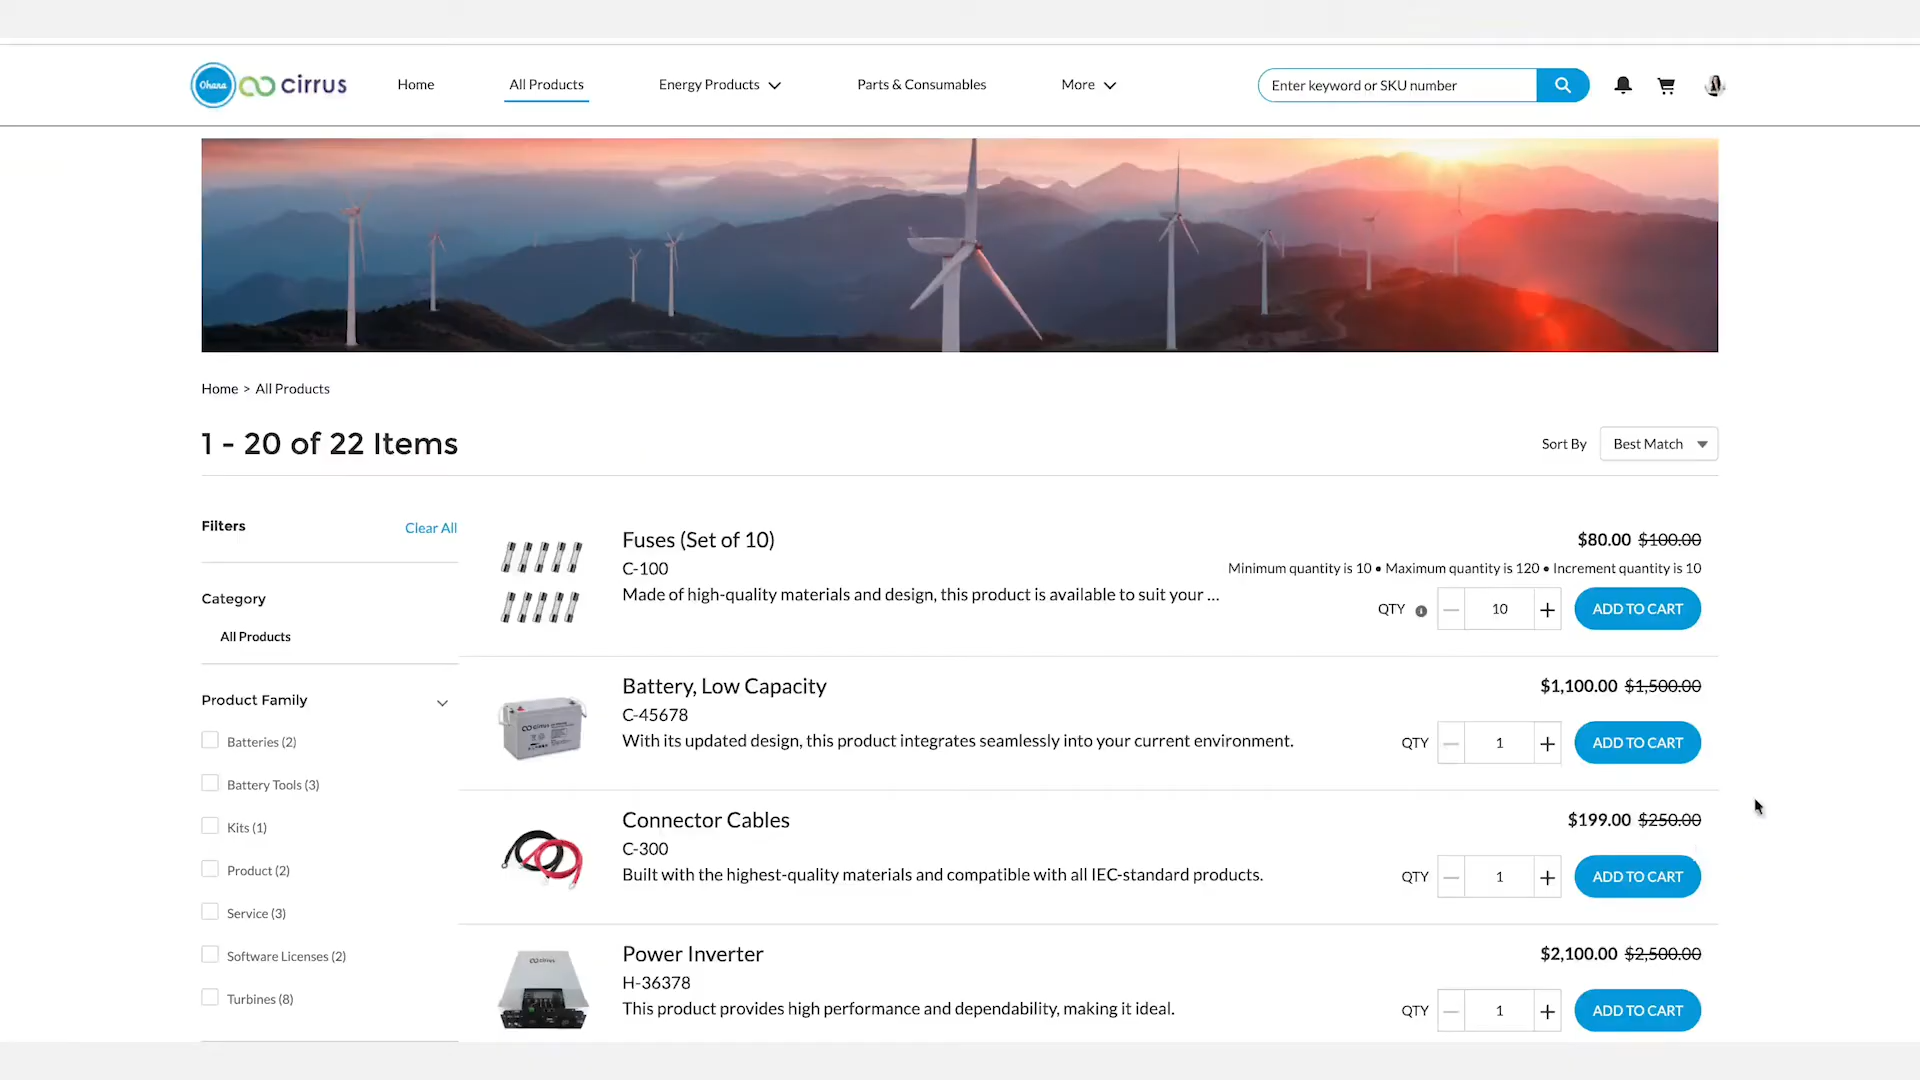 Ohana cirrus
Home
All Products
Energy Products
Parts & Consumables
More
Enter keyword or SKU number
Home > All Products
1 - 20 of 22 Items
Sort By
Best Match
Filters
Clear All
Category
All Products
Product Family
Batteries (2)
Battery Tools (3)
Kits (1)
Product (2)
Service (3)
Software Licenses (2)
Turbines (8)
Fuses (Set of 10)
$80.00 $100.00
C-100
Minimum quantity is 10 • Maximum quantity is 120 • Increment quantity is 10
Made of high-quality materials and design, this product is available to suit your ...
QTY
10
ADD TO CART
cirrus
Battery, Low Capacity
$1,100.00 $1,500.00
C-45678
With its updated design, this product integrates seamlessly into your current environment.
QTY
1
ADD TO CART
Connector Cables
$199.00 $250.00
C-300
Built with the highest-quality materials and compatible with all IEC-standard products.
QTY
1
ADD TO CART
cirrus
Power Inverter
$2,100.00 $2,500.00
H-36378
This product provides high performance and dependability, making it ideal.
QTY
1
ADD TO CART